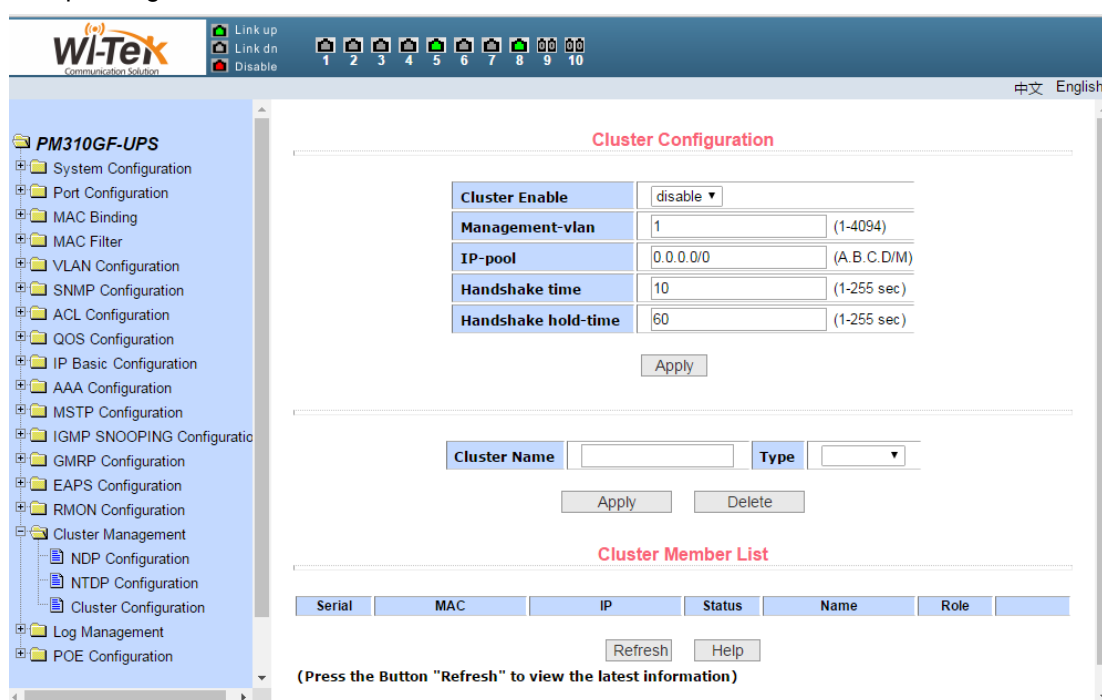 Wi-Tek
Communication Solution
Link up
Link dn
Disable
1 2 3 4 5 6 7 8 9 10
中文 English
PM310GF-UPS
System Configuration
Port Configuration
MAC Binding
MAC Filter
VLAN Configuration
SNMP Configuration
ACL Configuration
QOS Configuration
IP Basic Configuration
AAA Configuration
MSTP Configuration
IGMP SNOOPING Configuratio
GMRP Configuration
EAPS Configuration
RMON Configuration
Cluster Management
NDP Configuration
NTDP Configuration
Cluster Configuration
Log Management
POE Configuration
Cluster Configuration
Cluster Enable disable
Management-vlan 1 (1-4094)
IP-pool 0.0.0.0/0 (A.B.C.D/M)
Handshake time 10 (1-255 sec)
Handshake hold-time 60 (1-255 sec)
Apply
Cluster Name Type
Apply Delete
Cluster Member List
Serial MAC IP Status Name Role
Refresh Help
(Press the Button "Refresh" to view the latest information)